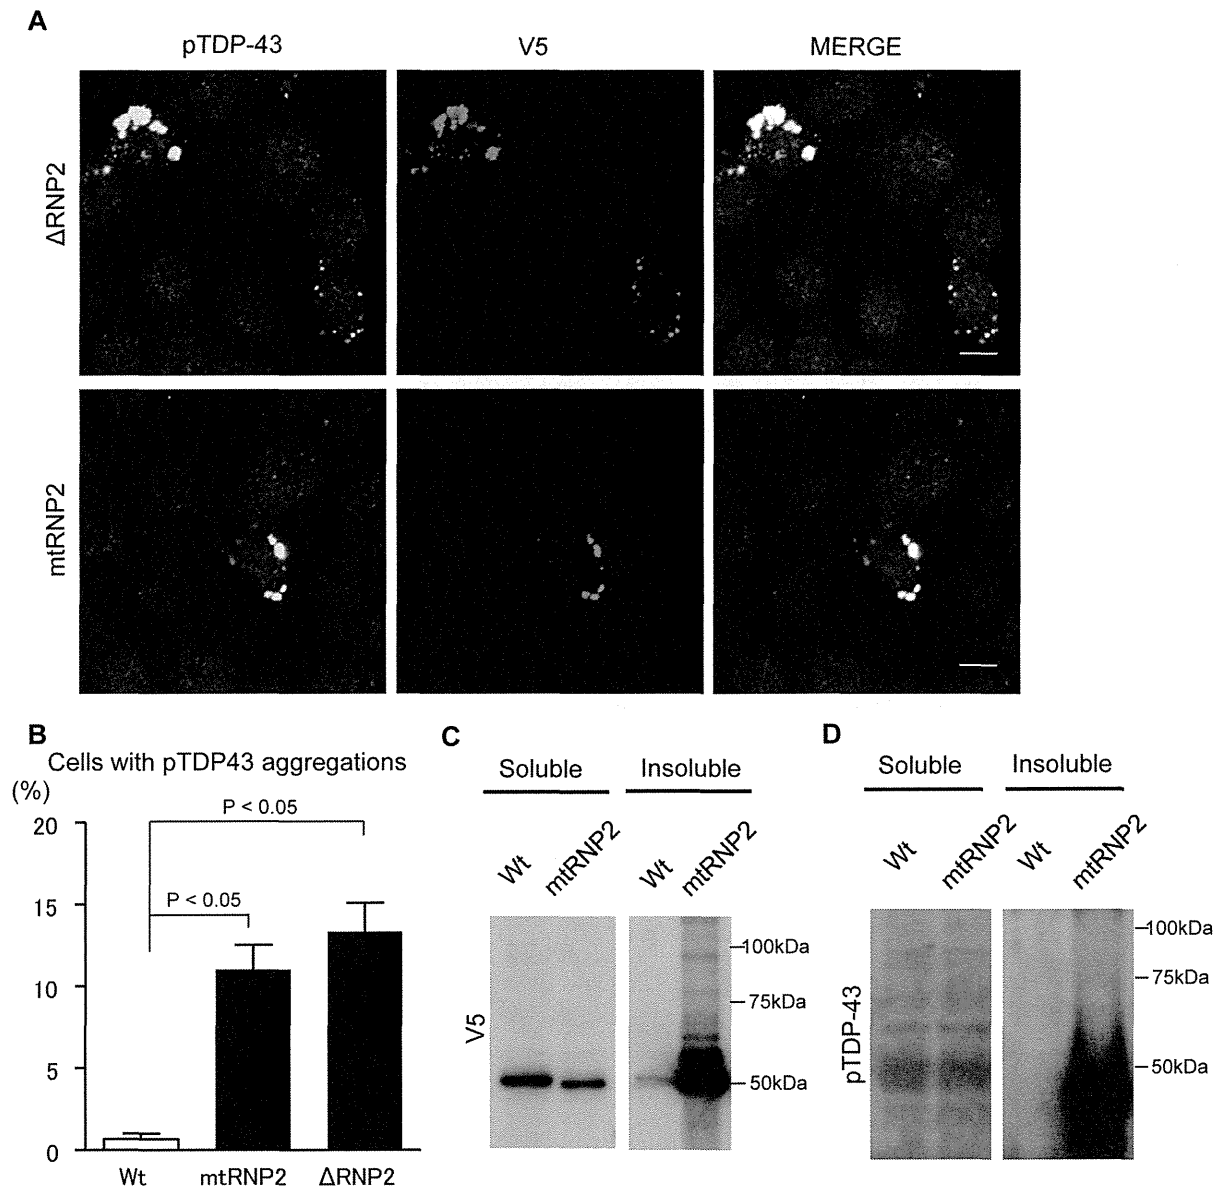 A
pTDP-43 V5 MERGE
ΔRNP2
mtRNP2
B
Cells with pTDP43 aggregations
(%)
P < 0.05
P < 0.05
20
15
10
5
0
Wt mtRNP2 ΔRNP2
C
Soluble Insoluble
Wt mtRNP2 Wt mtRNP2
V5
100kDa
75kDa
50kDa
D
Soluble Insoluble
Wt mtRNP2 Wt mtRNP2
pTDP-43
100kDa
75kDa
50kDa